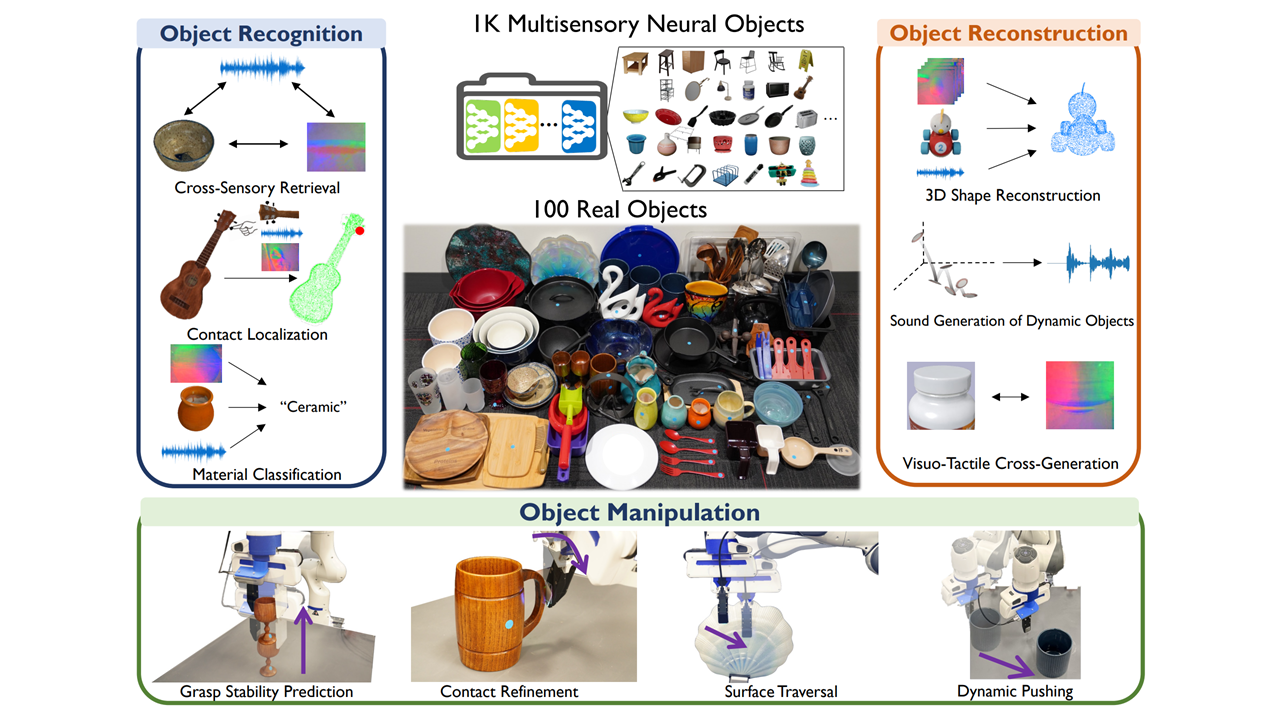 Object Recognition
Cross-Sensory Retrieval
Contact Localization
“Ceramic”
Material Classification
1K Multisensory Neural Objects
...
...
100 Real Objects
Object Reconstruction
2
3D Shape Reconstruction
Sound Generation of Dynamic Objects
Visuo-Tactile Cross-Generation
Object Manipulation
Grasp Stability Prediction
Contact Refinement
Surface Traversal
Dynamic Pushing